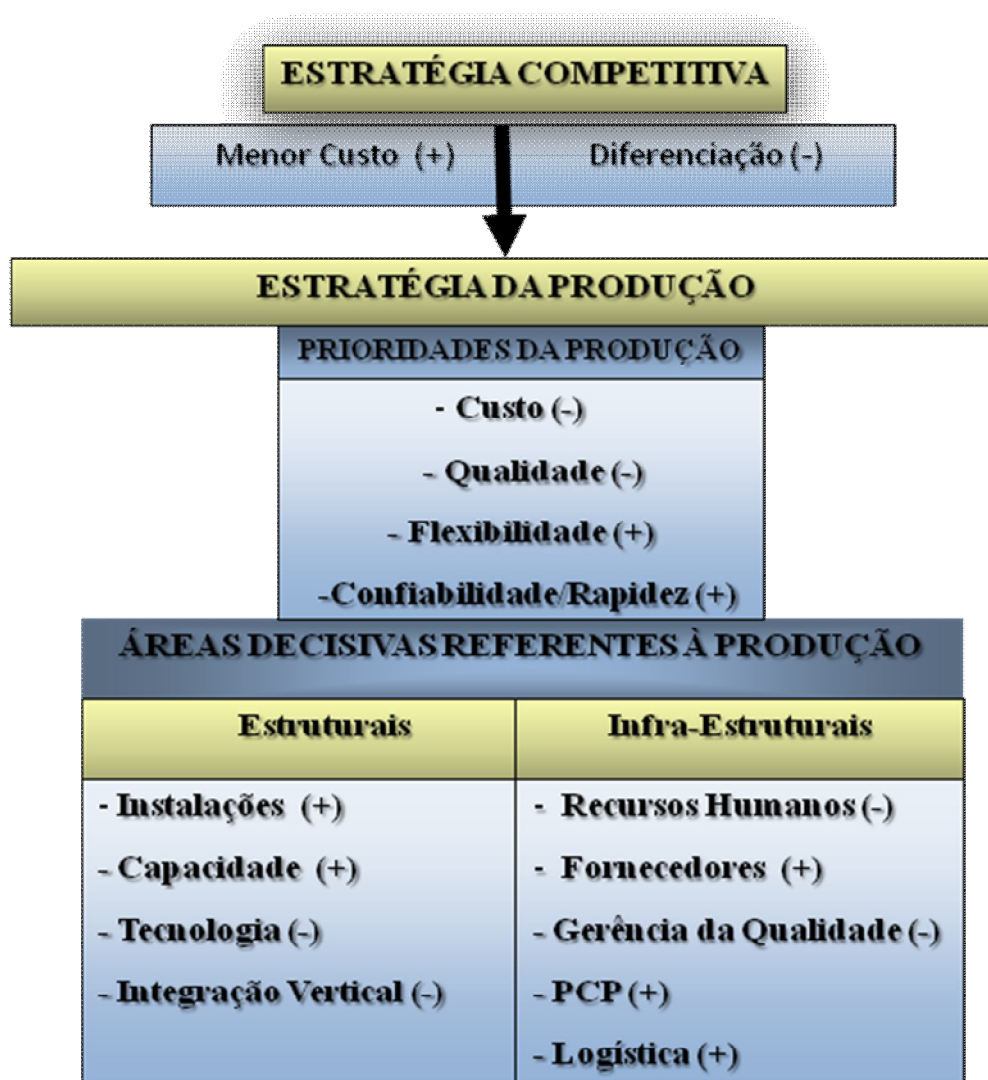 ESTRATÉGIA COMPETITIVA
Menor Custo (+)
Diferenciação (-)
ESTRATÉGIA DA PRODUÇÃO
PRIORIDADES DA PRODUÇÃO
- Custo (-)
- Qualidade (-)
- Flexibilidade (+)
-Confiabilidade/Rapidez (+)
ÁREAS DECISIVAS REFERENTES À PRODUÇÃO
Estruturais
- Instalações (+)
- Capacidade (+)
- Tecnologia (-)
- Integração Vertical (-)
Infra-Estruturais
- Recursos Humanos (-)
- Fornecedores (+)
- Gerência da Qualidade (-)
- PCP (+)
- Logística (+)